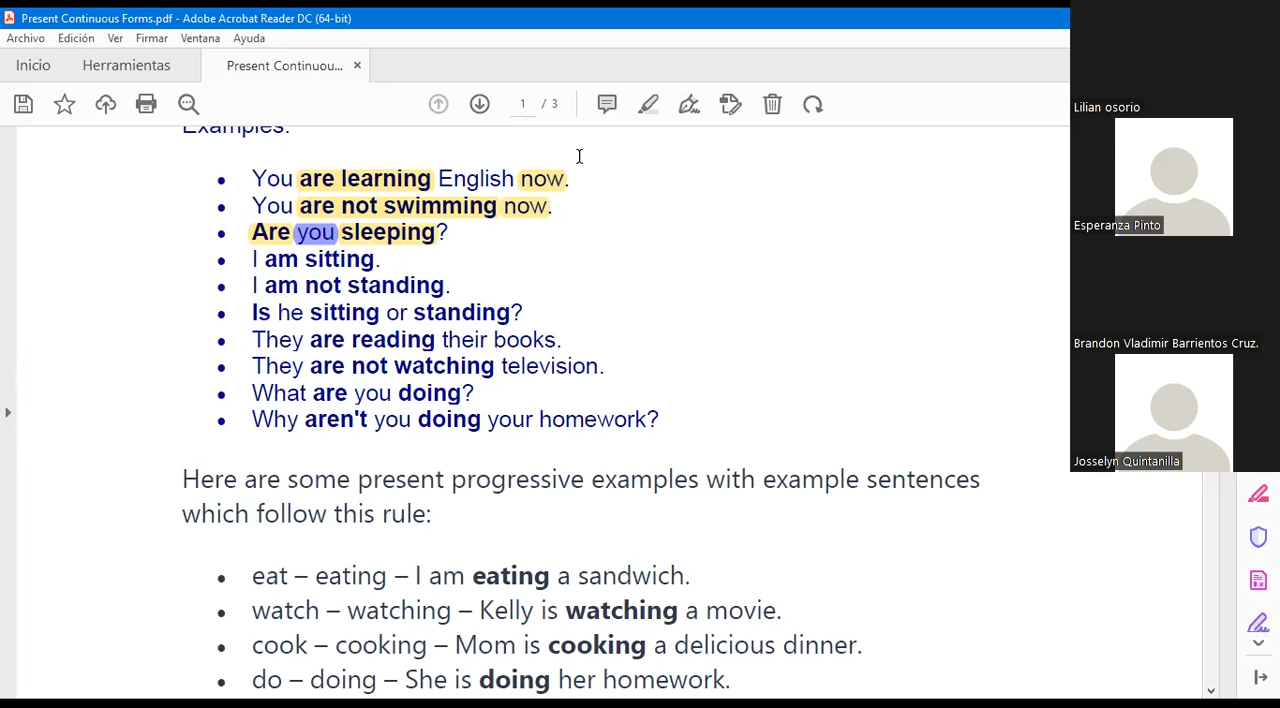 Present Continuous Forms.pdf - Adobe Acrobat Reader DC (64-bit)
Archivo Edición Ver Firmar Ventana Ayuda
Inicio Herramientas Present Continuou... ×
1 / 3
Examples:
• You are learning English now.
• You are not swimming now.
• Are you sleeping?
• I am sitting.
• I am not standing.
• Is he sitting or standing?
• They are reading their books.
• They are not watching television.
• What are you doing?
• Why aren't you doing your homework?
Here are some present progressive examples with example sentences
which follow this rule:
• eat – eating – I am eating a sandwich.
• watch – watching – Kelly is watching a movie.
• cook – cooking – Mom is cooking a delicious dinner.
• do – doing – She is doing her homework.
Lilian osorio
Esperanza Pinto
Brandon Vladimir Barrientos Cruz.
Josselyn Quintanilla